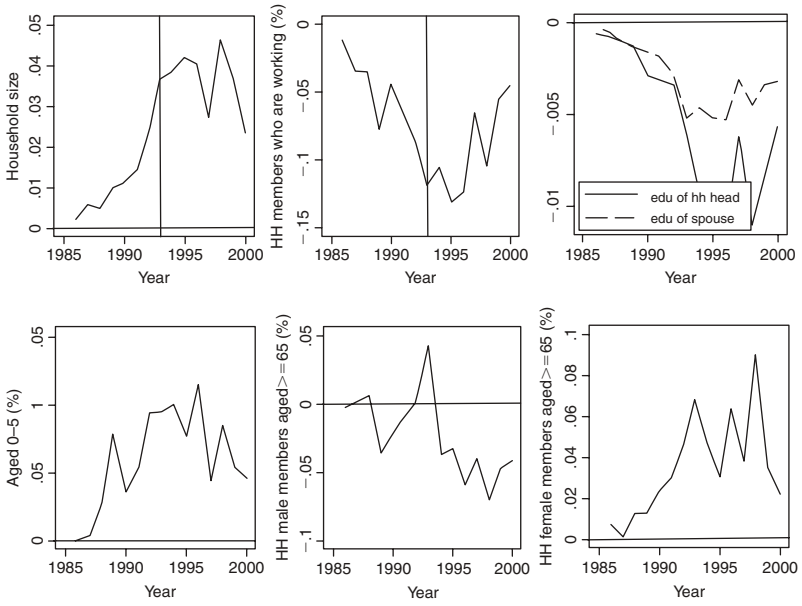 Household size
.05
.04
.03
.02
.01
0
1985 1990 1995 2000
Year
HH members who are working (%)
0
−.05
−.1
−.15
1985 1990 1995 2000
Year
0
−.005
−.01
edu of hh head
edu of spouse
1985 1990 1995 2000
Year
Aged 0–5 (%)
.05
1
.05
0
1985 1990 1995 2000
Year
HH male members aged>=65 (%)
.05
0
−.05
−.1
1985 1990 1995 2000
Year
HH female members aged>=65 (%)
.1
.08
.06
.04
.02
0
1985 1990 1995 2000
Year